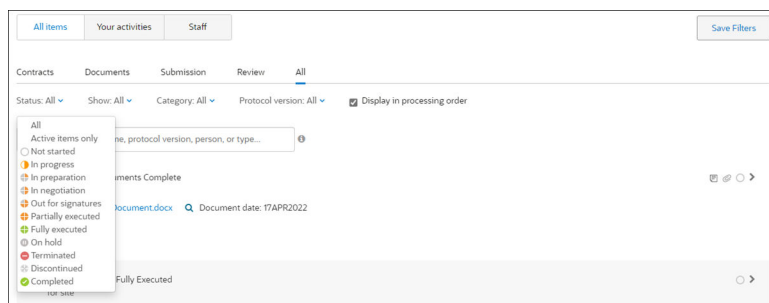 All items Your activities Staff Save Filters
Contracts Documents Submission Review All
Status: All Show: All Category: All Protocol version: All Display in processing order
All
Active items only
Not started
In progress
In preparation
In negotiation
Out for signatures
Partially executed
Fully executed
On hold
Terminated
Discontinued
Completed
me, protocol version, person, or type...
ments Complete
Document.docx Document date: 17APR2022
Fully Executed
for site